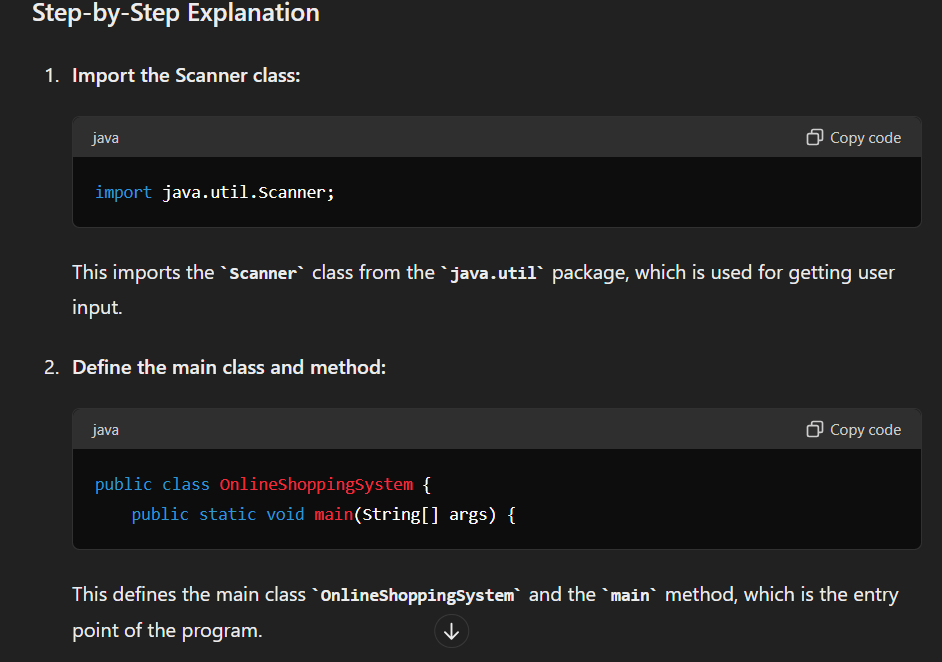 Step-by-Step Explanation
1. Import the Scanner class:
java Copy code
import java.util.Scanner;
This imports the `Scanner` class from the `java.util` package, which is used for getting user
input.
2. Define the main class and method:
java Copy code
public class OnlineShoppingSystem {
public static void main(String[] args) {
This defines the main class `OnlineShoppingSystem` and the `main` method, which is the entry
point of the program.